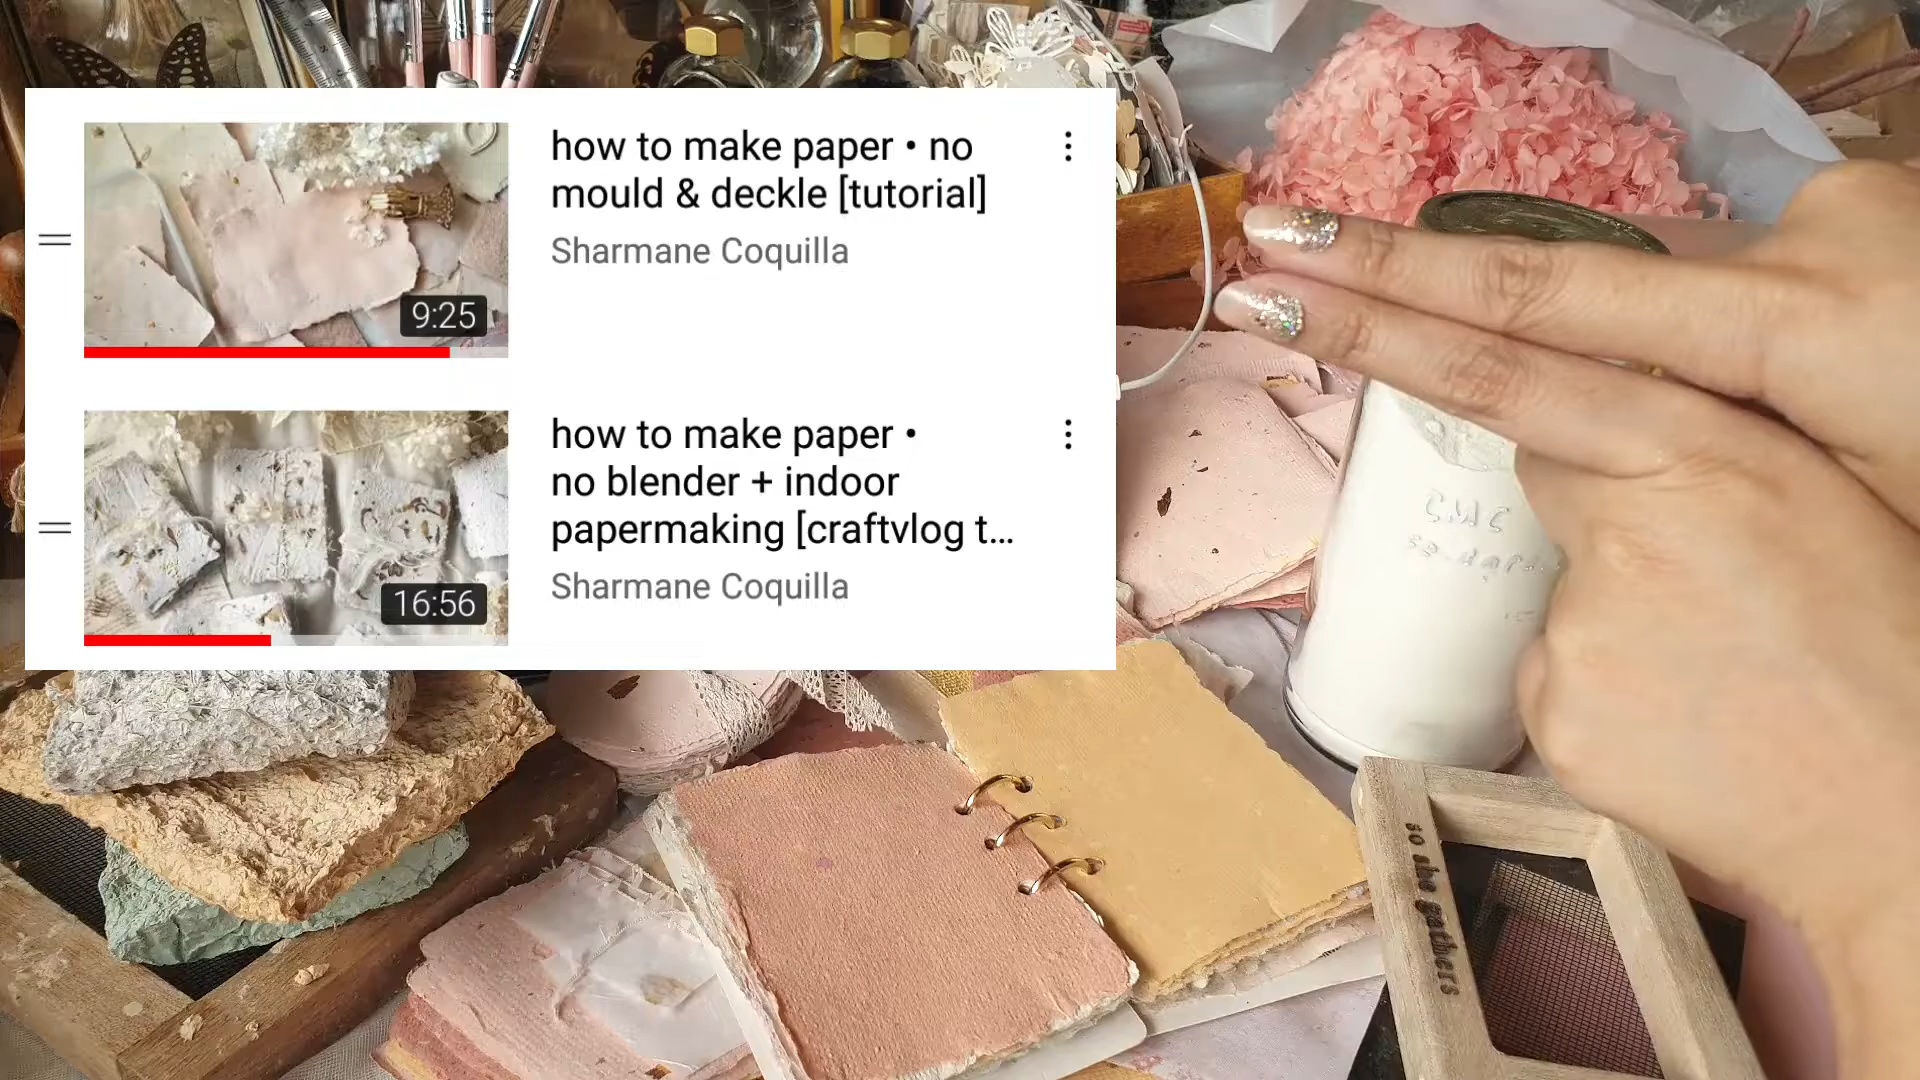 how to make paper • no
mould & deckle [tutorial]
Sharmane Coquilla
9:25
how to make paper •
no blender + indoor
papermaking [craftvlog t...
Sharmane Coquilla
16:56
CMC
so she gathers